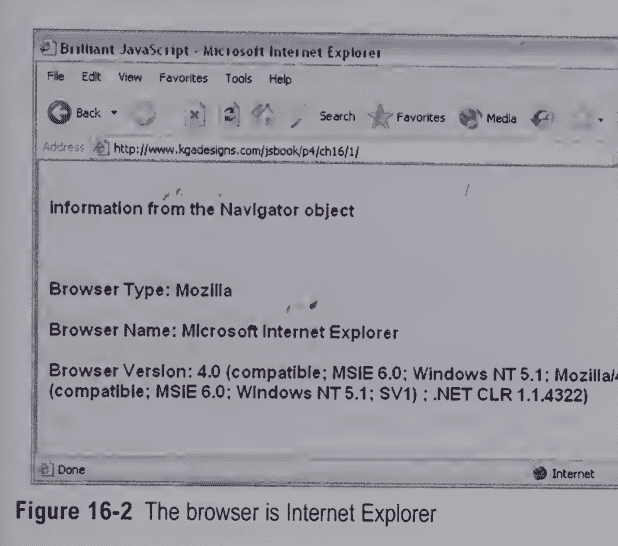 Brilliant JavaScript - Microsoft Internet Explorer
File Edit View Favorites Tools Help
Back Search Favorites Media
Address http://www.kgadesigns.com/jsbook/p4/ch16/1/
Information from the Navigator object
Browser Type: Mozilla
Browser Name: Microsoft Internet Explorer
Browser Version: 4.0 (compatible; MSIE 6.0; Windows NT 5.1; Mozilla/4
(compatible; MSIE 6.0; Windows NT 5.1; SV1) ; .NET CLR 1.1.4322)
Done Internet
Figure 16-2 The browser is Internet Explorer